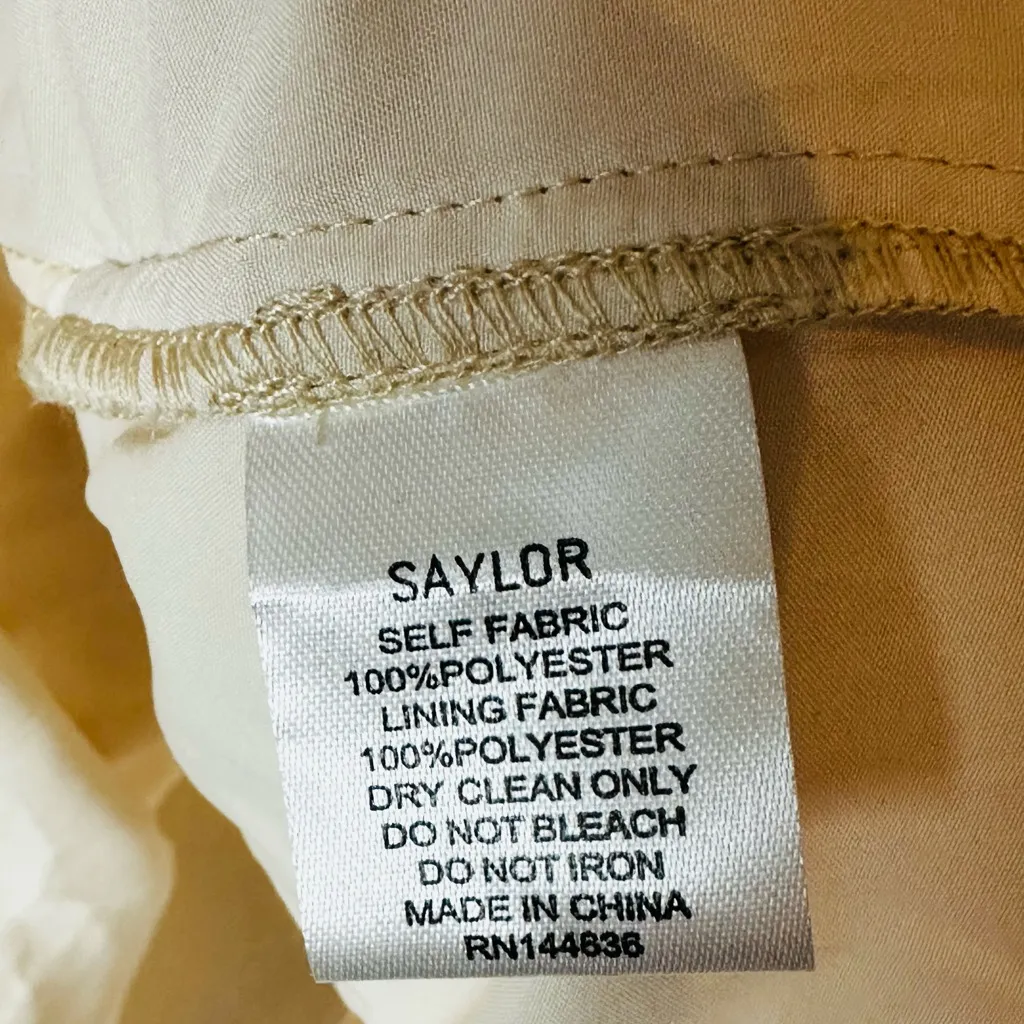 SAYLOR
SELF FABRIC
100%POLYESTER
LINING FABRIC
100%POLYESTER
DRY CLEAN ONLY
DO NOT BLEACH
DO NOT IRON
MADE IN CHINA
RN144636